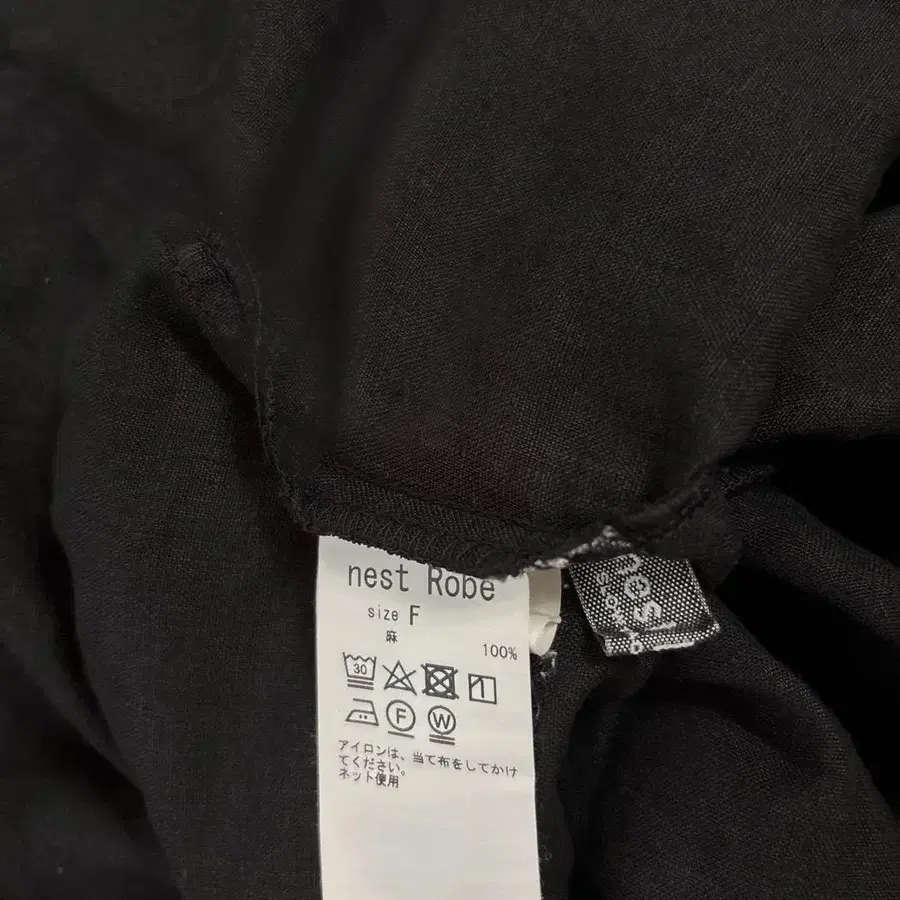 nest Robe
size F
麻
100%
30
F W
アイロンは、当て布をしてかけ
てください。
ネット使用